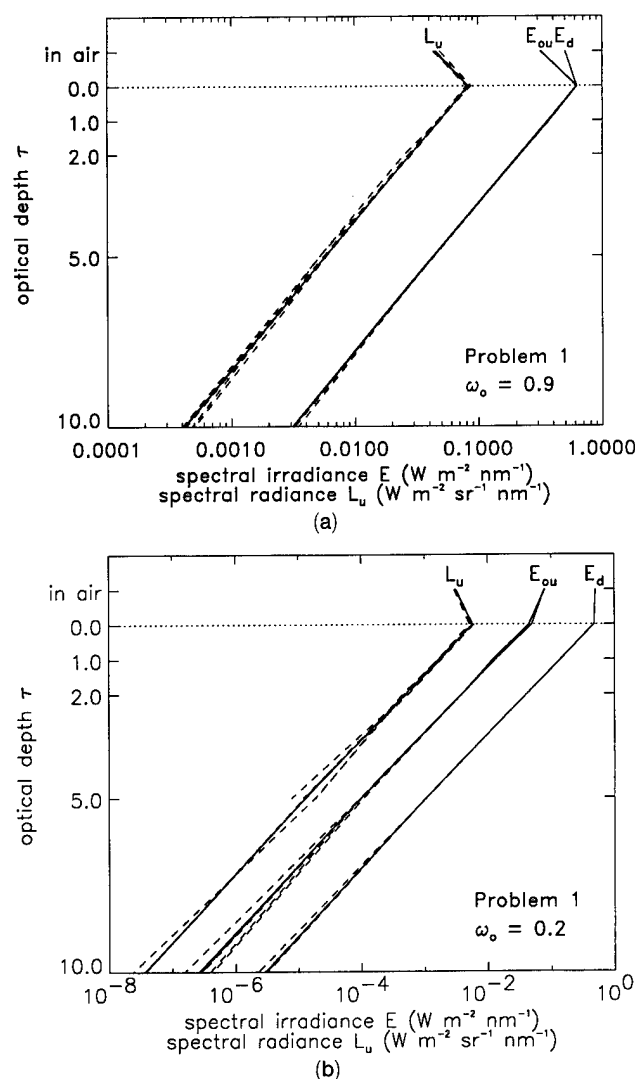 L_u E_ou E_d
in air
0.0
1.0
2.0
5.0
10.0
optical depth τ
Problem 1
ω_o = 0.9
0.0001 0.0010 0.0100 0.1000 1.0000
spectral irradiance E (W m⁻² nm⁻¹)
spectral radiance L_u (W m⁻² sr⁻¹ nm⁻¹)
(a)
L_u E_ou E_d
in air
0.0
1.0
2.0
5.0
10.0
optical depth τ
Problem 1
ω_o = 0.2
10⁻⁸ 10⁻⁶ 10⁻⁴ 10⁻² 10⁰
spectral irradiance E (W m⁻² nm⁻¹)
spectral radiance L_u (W m⁻² sr⁻¹ nm⁻¹)
(b)